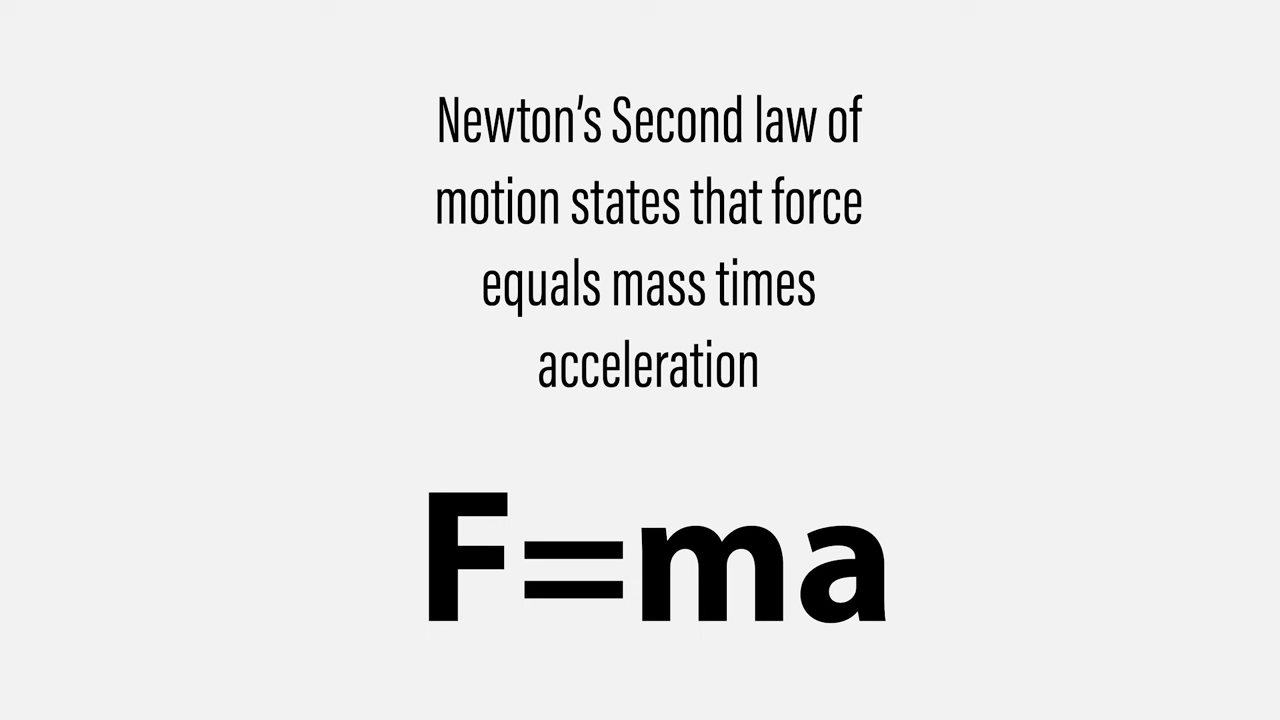 Newton’s Second law of
motion states that force
equals mass times
acceleration
F=ma